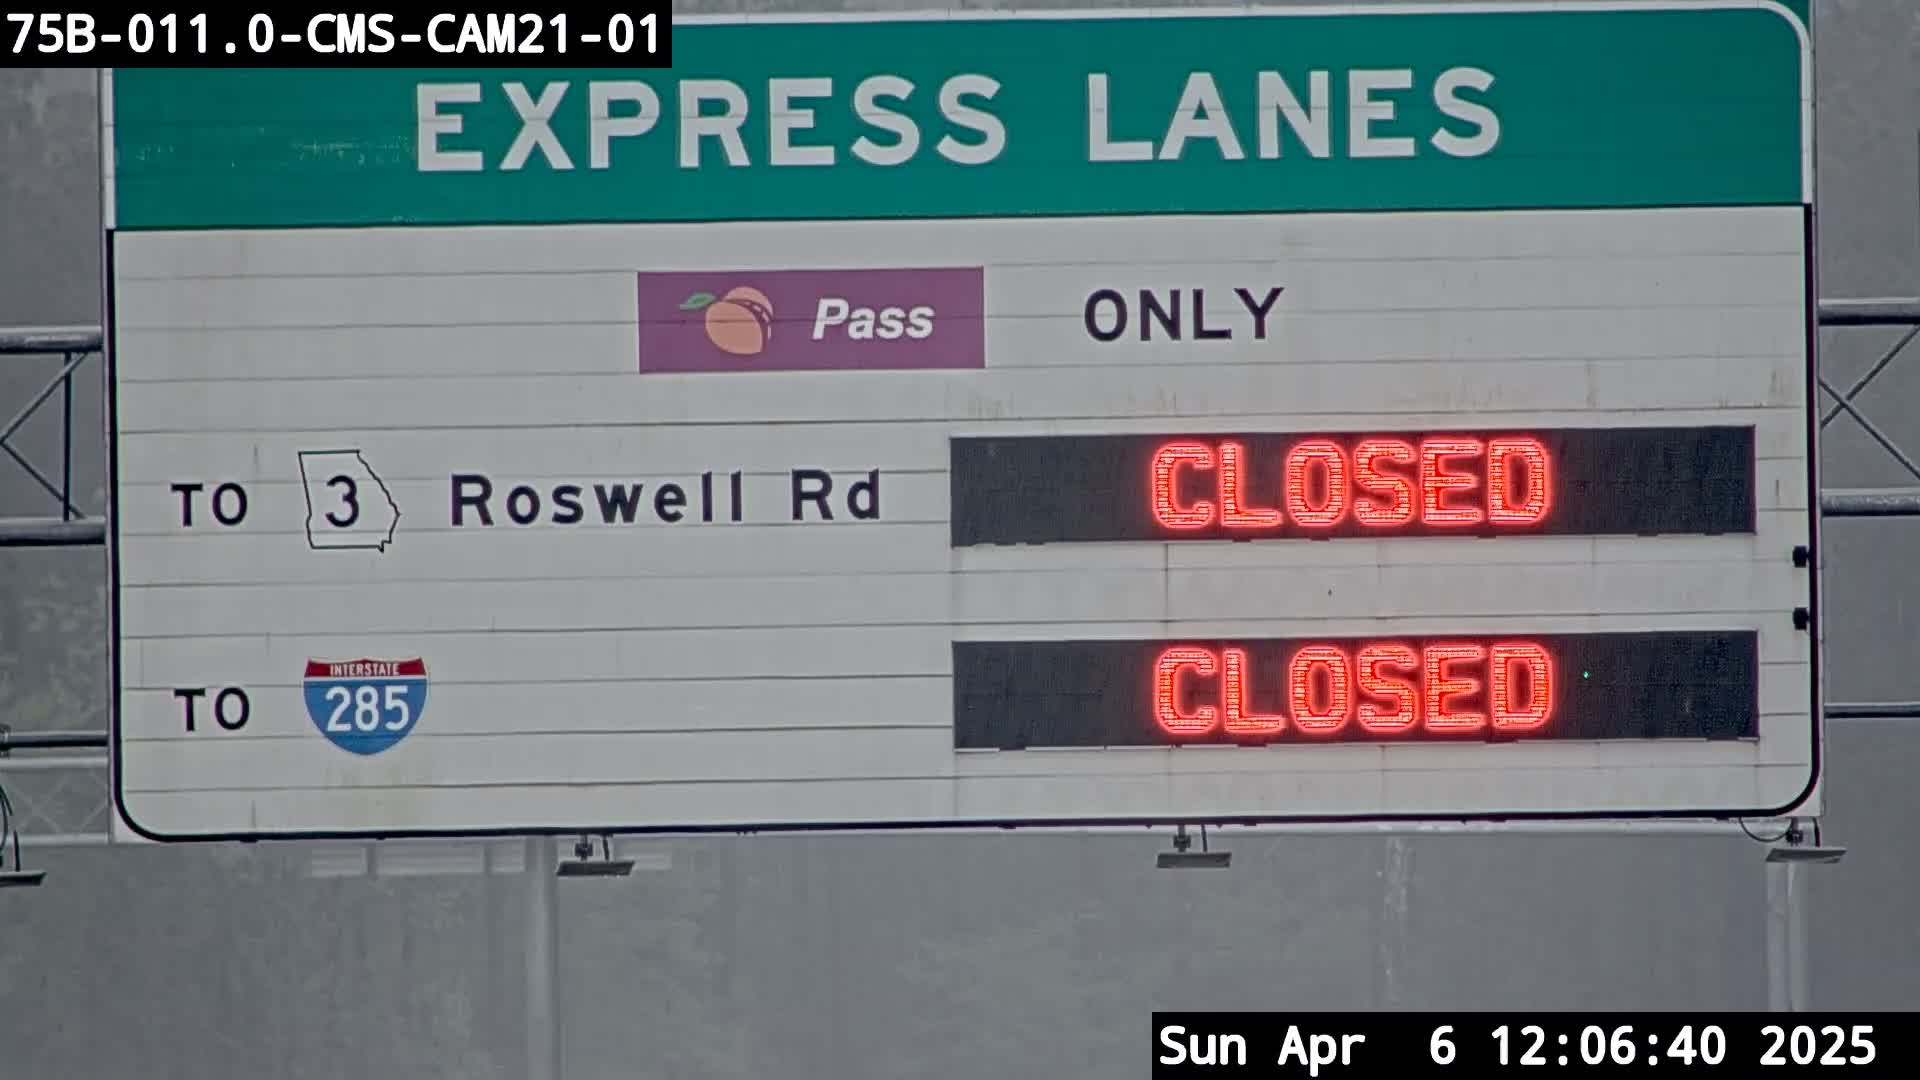 75B-011.0-CMS-CAM21-01
EXPRESS LANES
Pass ONLY
TO 3 Roswell Rd CLOSED
TO INTERSTATE 285 CLOSED
Sun Apr 6 12:06:40 2025